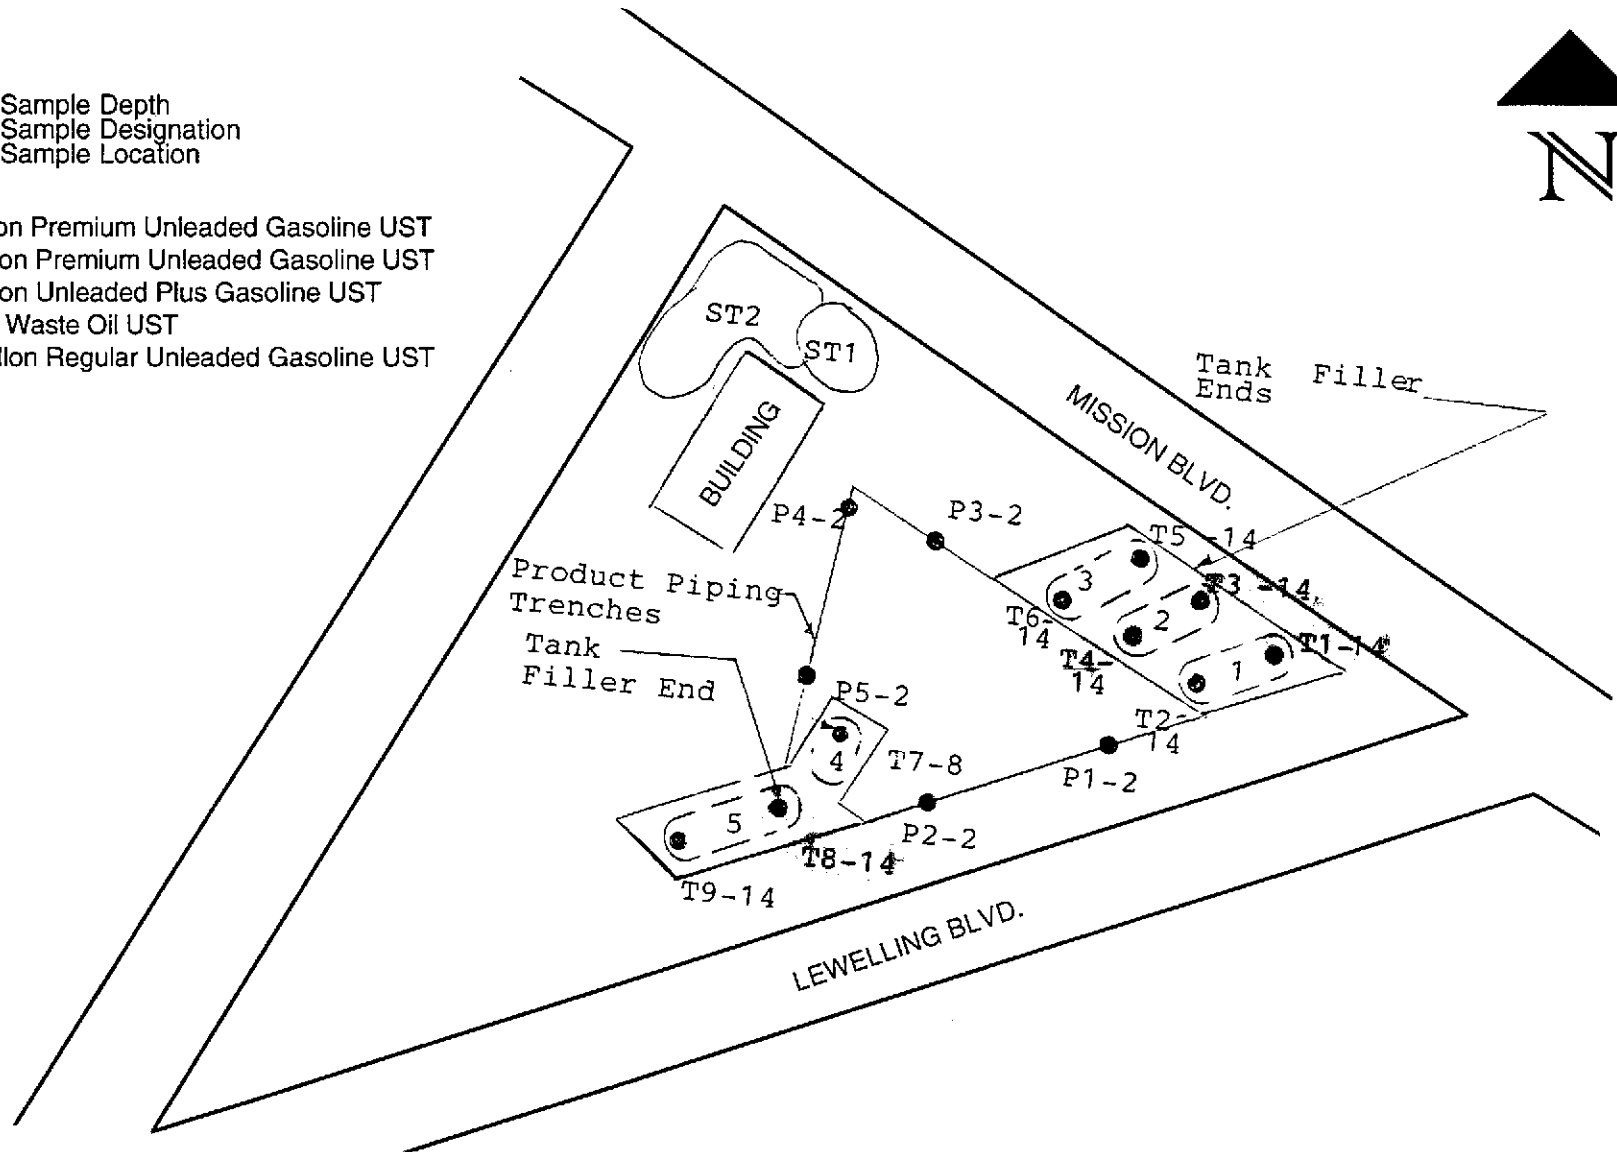 Sample Depth
Sample Designation
Sample Location
on Premium Unleaded Gasoline UST
on Premium Unleaded Gasoline UST
on Unleaded Plus Gasoline UST
Waste Oil UST
llon Regular Unleaded Gasoline UST
N
ST2
ST1
BUILDING
Tank Filler
Ends
MISSION BLVD.
P4-2
P3-2
T5 -14
3
T3 -14
2
T6-
14
T1-14
1
T4-
14
T2-
14
Product Piping
Trenches
Tank
Filler End
P5-2
4
T7-8
P1-2
5
P2-2
T8-14
T9-14
LEWELLING BLVD.